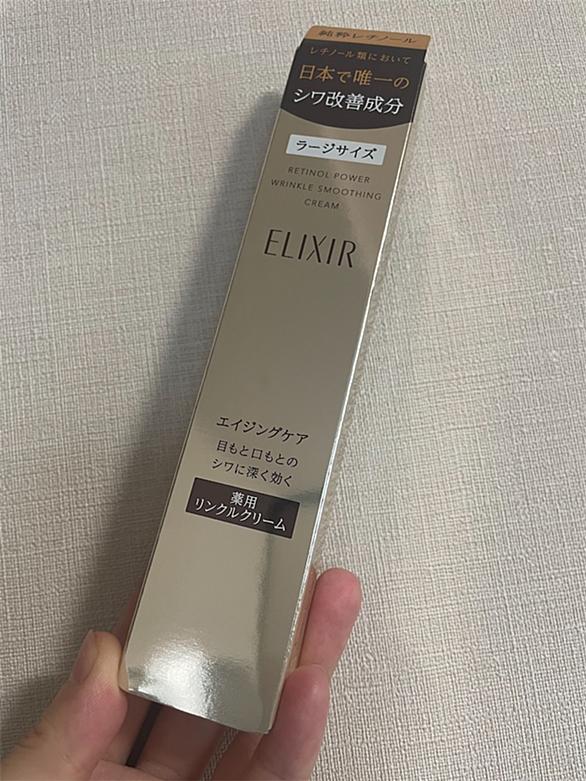 純粋レチノール
レチノール類において
日本で唯一の
シワ改善成分
ラージサイズ
RETINOL POWER
WRINKLE SMOOTHING
CREAM
ELIXIR
エイジングケア
目もと口もとの
シワに深く効く
薬用
リンクルクリーム